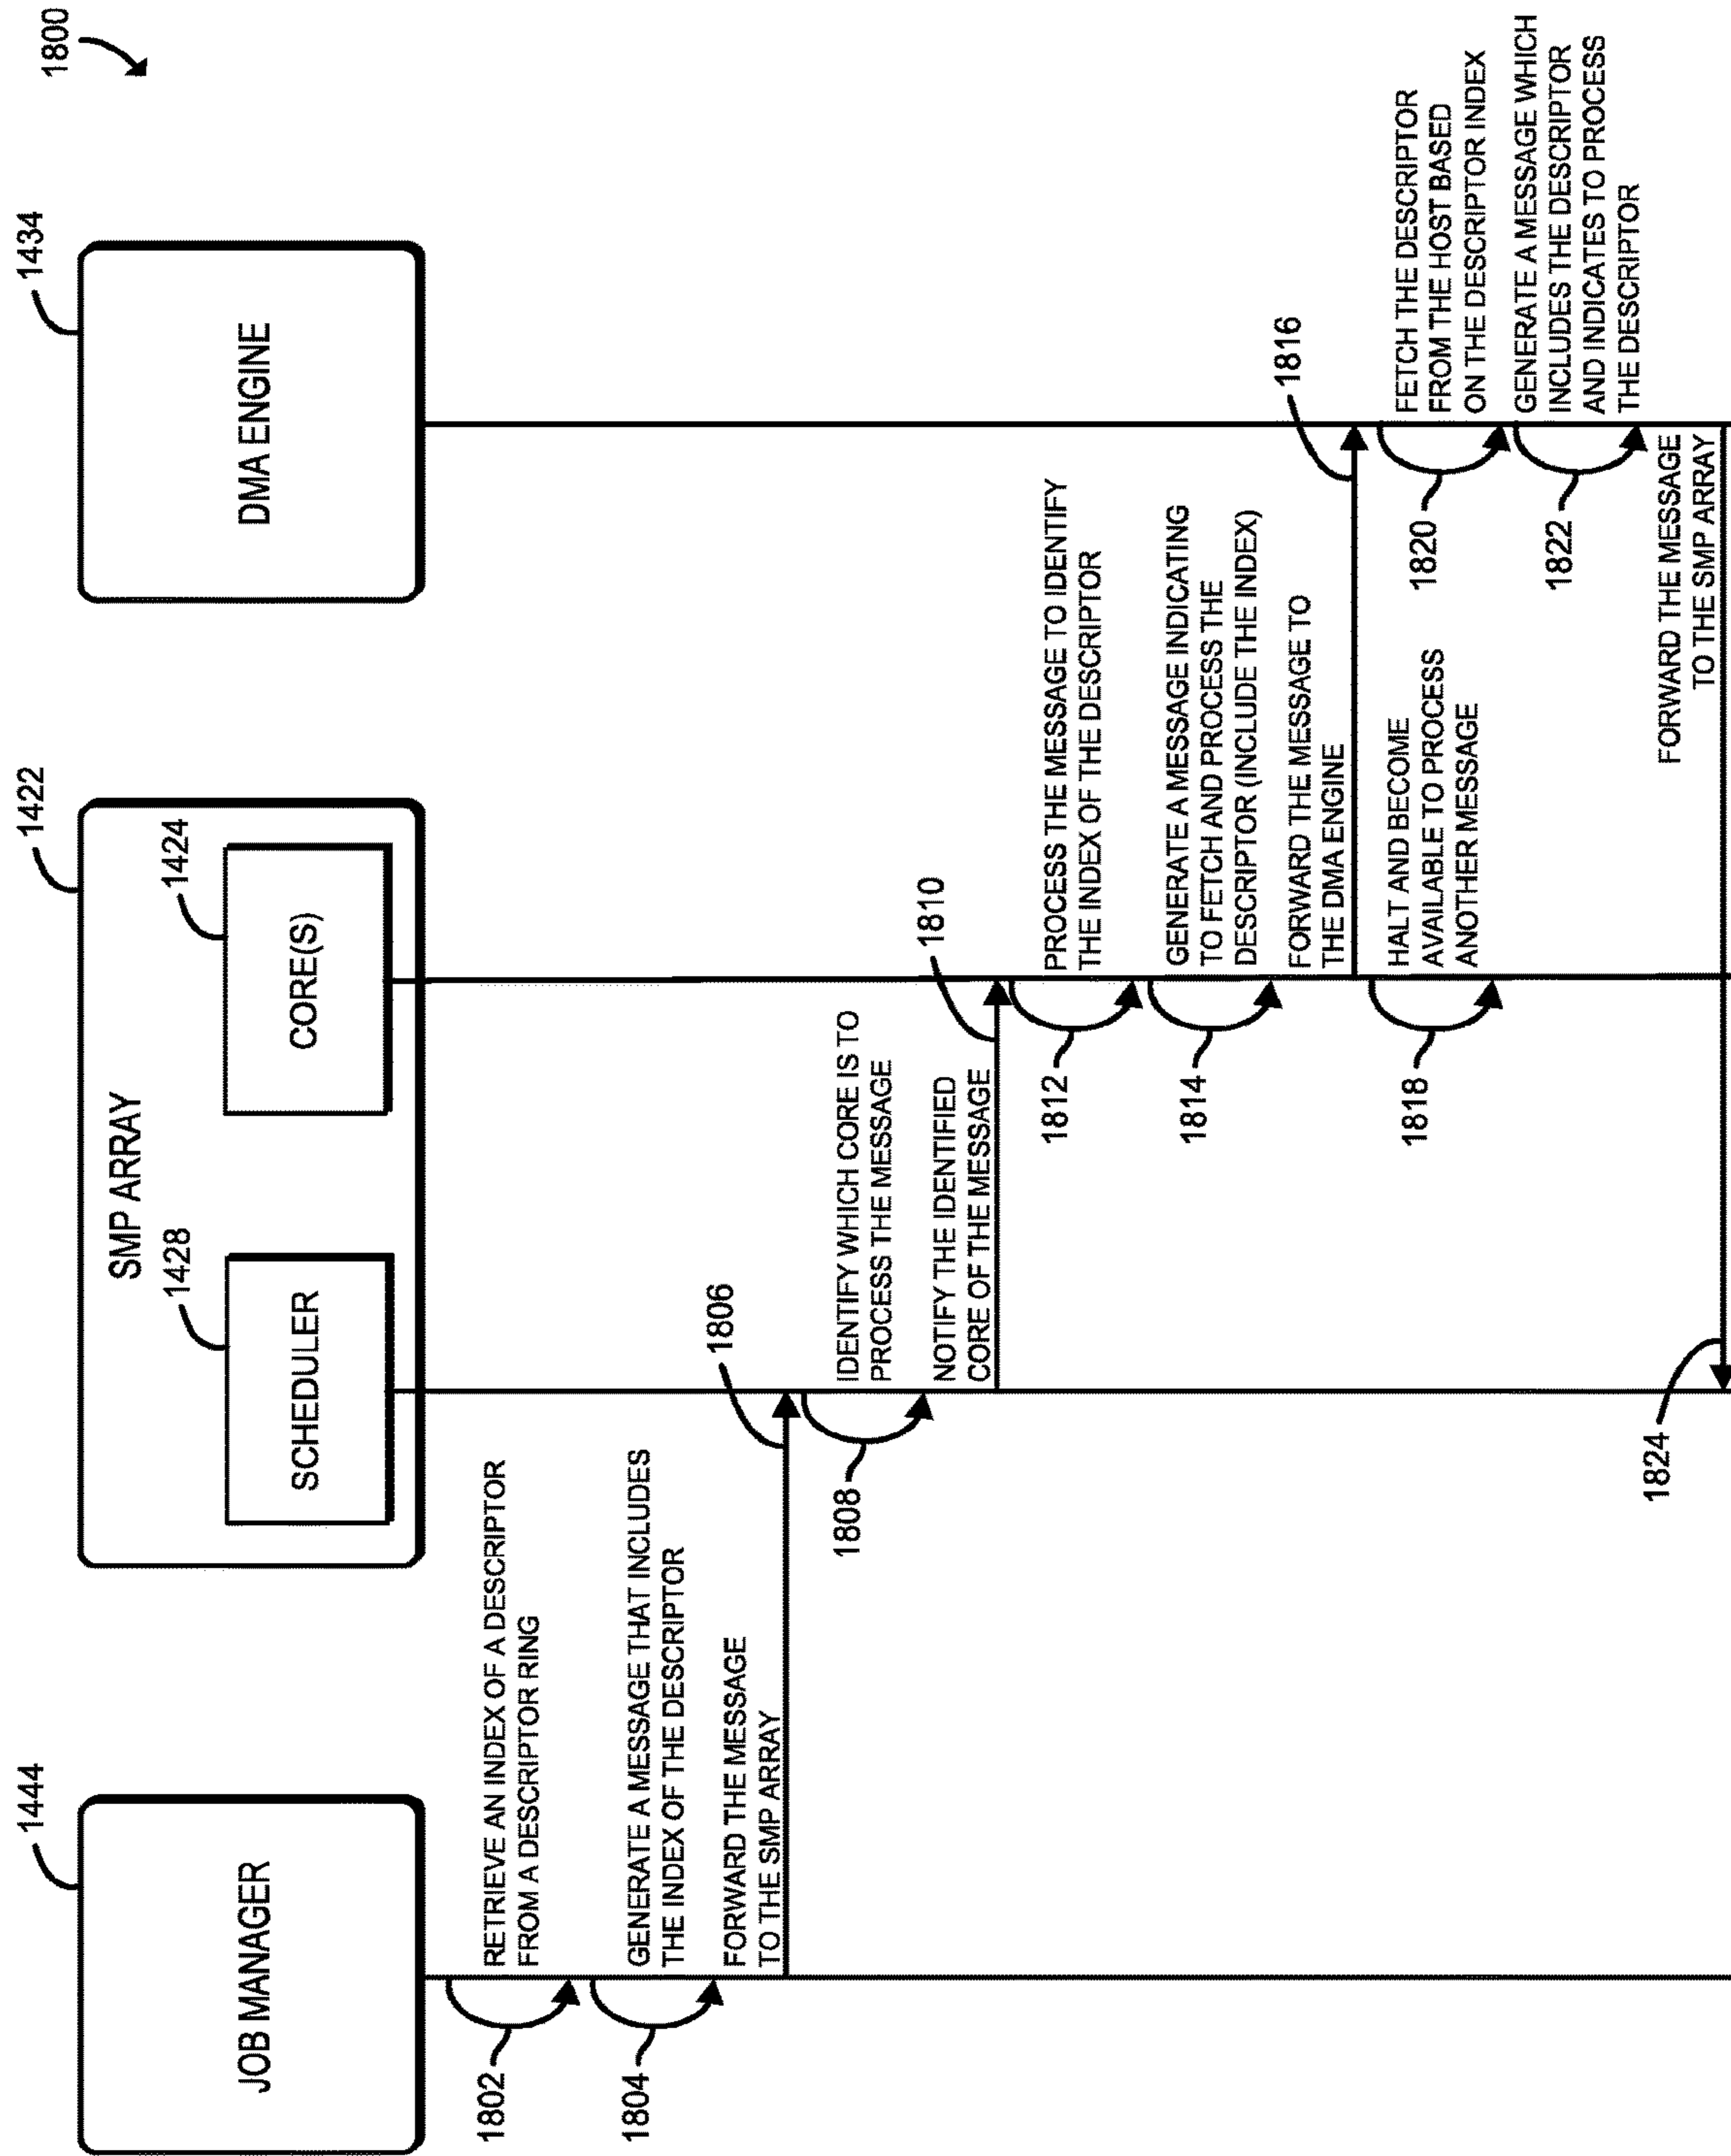 1800
1444
JOB MANAGER
1422
SMP ARRAY
1428
SCHEDULER
1424
CORE(S)
1434
DMA ENGINE
1802
RETRIEVE AN INDEX OF A DESCRIPTOR
FROM A DESCRIPTOR RING
1804
GENERATE A MESSAGE THAT INCLUDES
THE INDEX OF THE DESCRIPTOR
FORWARD THE MESSAGE
TO THE SMP ARRAY
1806
1808
IDENTIFY WHICH CORE IS TO
PROCESS THE MESSAGE
NOTIFY THE IDENTIFIED
CORE OF THE MESSAGE
1810
1812
PROCESS THE MESSAGE TO IDENTIFY
THE INDEX OF THE DESCRIPTOR
1814
GENERATE A MESSAGE INDICATING
TO FETCH AND PROCESS THE
DESCRIPTOR (INCLUDE THE INDEX)
FORWARD THE MESSAGE TO
THE DMA ENGINE
1816
1818
HALT AND BECOME
AVAILABLE TO PROCESS
ANOTHER MESSAGE
1820
FETCH THE DESCRIPTOR
FROM THE HOST BASED
ON THE DESCRIPTOR INDEX
1822
GENERATE A MESSAGE WHICH
INCLUDES THE DESCRIPTOR
AND INDICATES TO PROCESS
THE DESCRIPTOR
FORWARD THE MESSAGE
TO THE SMP ARRAY
1824